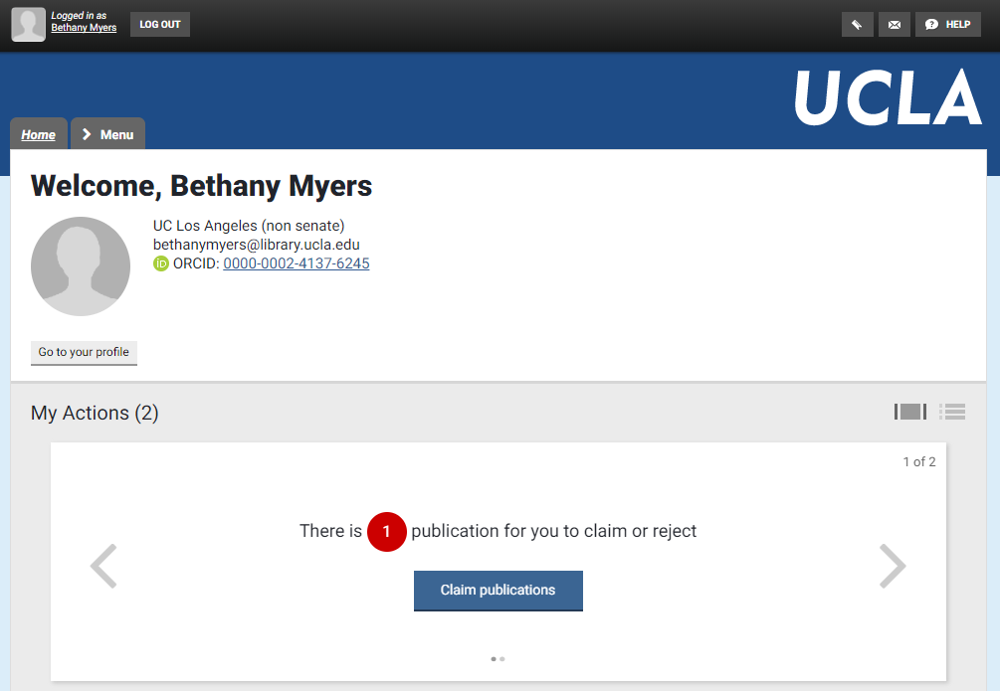 Logged in as
Bethany Myers
LOG OUT
HELP
UCLA
Home
Menu
Welcome, Bethany Myers
UC Los Angeles (non senate)
bethanymyers@library.ucla.edu
iD ORCID: 0000-0002-4137-6245
Go to your profile
My Actions (2)
1 of 2
There is 1 publication for you to claim or reject
Claim publications